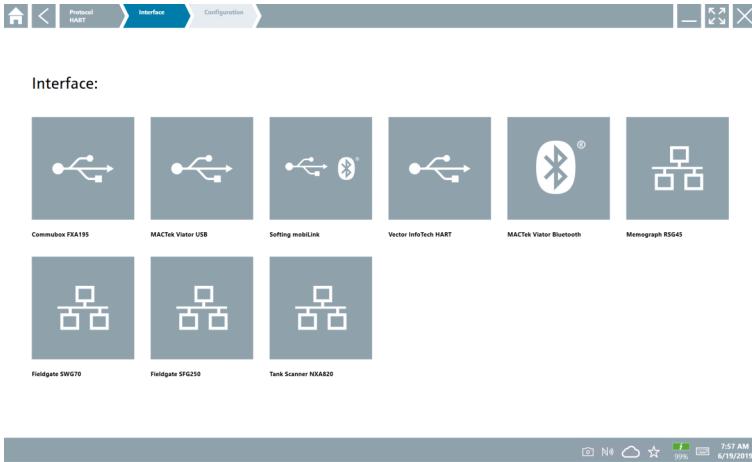 Protocol
HART
Interface
Configuration
Interface:
Commubox FXA195
MACTek Viator USB
Softing mobiLink
Vector InfoTech HART
MACTek Viator Bluetooth
Memograph RSG45
Fieldgate SWG70
Fieldgate SFG250
Tank Scanner NXA820
99%
7:57 AM
6/19/2019